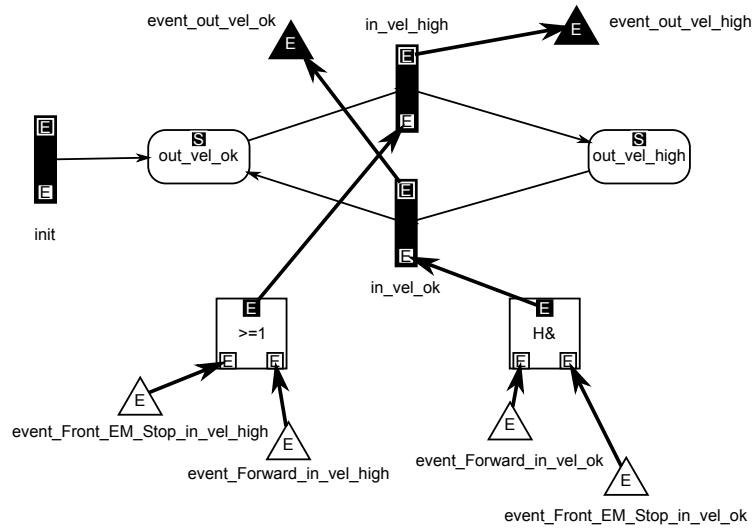 event_out_vel_ok
in_vel_high
event_out_vel_high
E
E
E
E
E
S
S
out_vel_ok
out_vel_high
E
E
E
init
in_vel_ok
E
E
E
>=1
H&
E
E
E
E
E
event_Front_EM_Stop_in_vel_high
E
E
event_Forward_in_vel_high
event_Forward_in_vel_ok
E
event_Front_EM_Stop_in_vel_ok